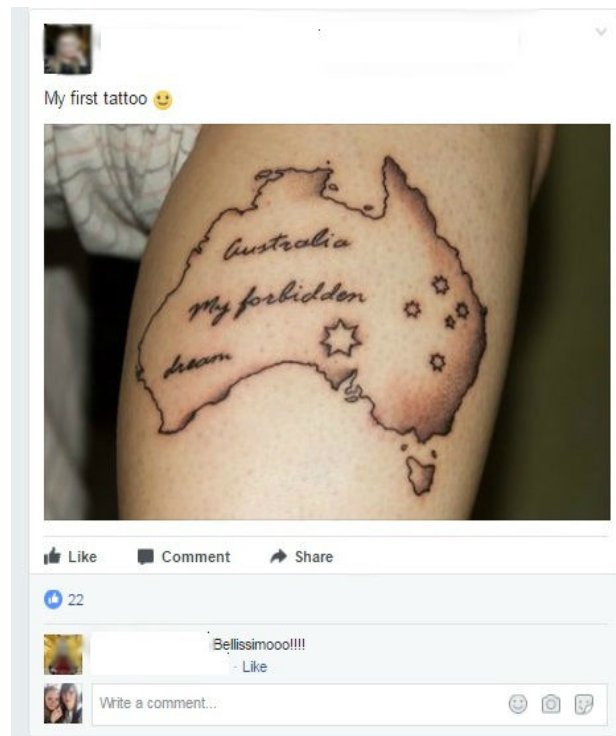 My first tattoo
Australia
My forbidden
dream
Like Comment Share
22
Bellissimooo!!!!
· Like
Write a comment...